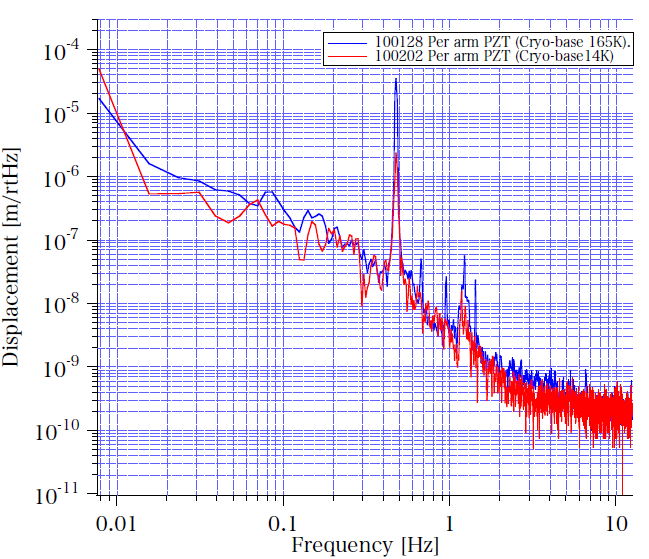 100128 Per arm PZT (Cryo-base 165K).
100202 Per arm PZT (Cryo-base14K)
Displacement [m/rtHz]
10-4
10-5
10-6
10-7
10-8
10-9
10-10
10-11
0.01 0.1 1 10
Frequency [Hz]